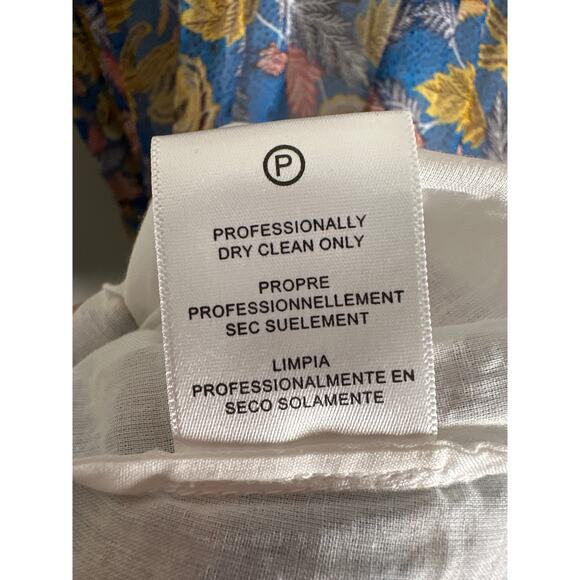 P
PROFESSIONALLY
DRY CLEAN ONLY
PROPRE
PROFESSIONNELLEMENT
SEC SUELEMENT
LIMPIA
PROFESSIONALMENTE EN
SECO SOLAMENTE